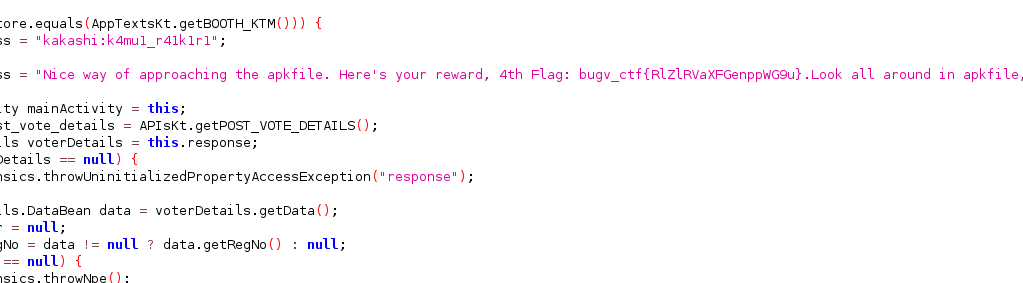 tore.equals(AppTextsKt.getBOOTH_KTM())) {
ss = "kakashi:k4mu1_r41k1r1";
ss = "Nice way of approaching the apkfile. Here's your reward, 4th Flag: bugv_ctf{RlZlRVaXFGenppWG9u}.Look all around in apkfile,
ity mainActivity = this;
st_vote_details = APIsKt.getPOST_VOTE_DETAILS();
ils voterDetails = this.response;
Details == null) {
nsics.throwUninitializedPropertyAccessException("response");
ils.DataBean data = voterDetails.getData();
r = null;
gNo = data != null ? data.getRegNo() : null;
== null) {
nsics.throwNpe();